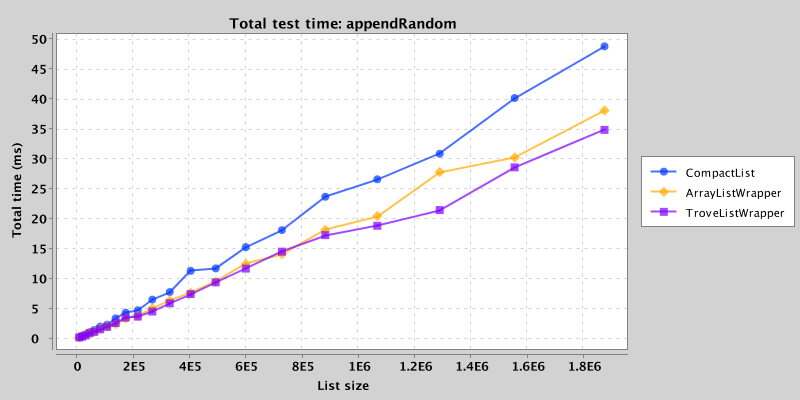 Total test time: appendRandom
Total time (ms)
50
45
40
35
30
25
20
15
10
5
0
0 2E5 4E5 6E5 8E5 1E6 1.2E6 1.4E6 1.6E6 1.8E6
List size
CompactList
ArrayListWrapper
TroveListWrapper